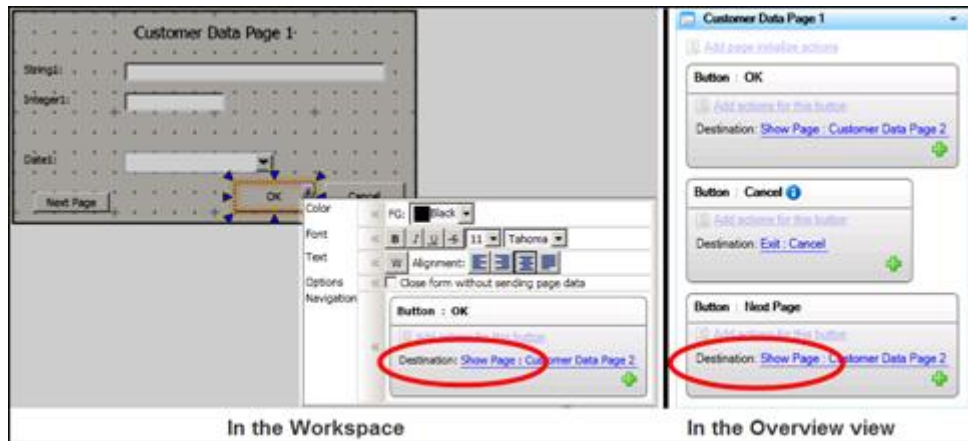 Customer Data Page 1
String1:
Integer1:
Date1:
Next Page
OK
Cancel
Color
FG: Black
Font
B I U S 11 Tahoma
Text
W Alignment:
Options
Close form without sending page data
Navigation
Button : OK
Add actions for this button
Destination: Show Page : Customer Data Page 2
In the Workspace
Customer Data Page 1
Add page initialize actions
Button : OK
Add actions for this button
Destination: Show Page : Customer Data Page 2
Button : Cancel
Add actions for this button
Destination: Exit : Cancel
Button : Next Page
Add actions for this button
Destination: Show Page : Customer Data Page 2
In the Overview view